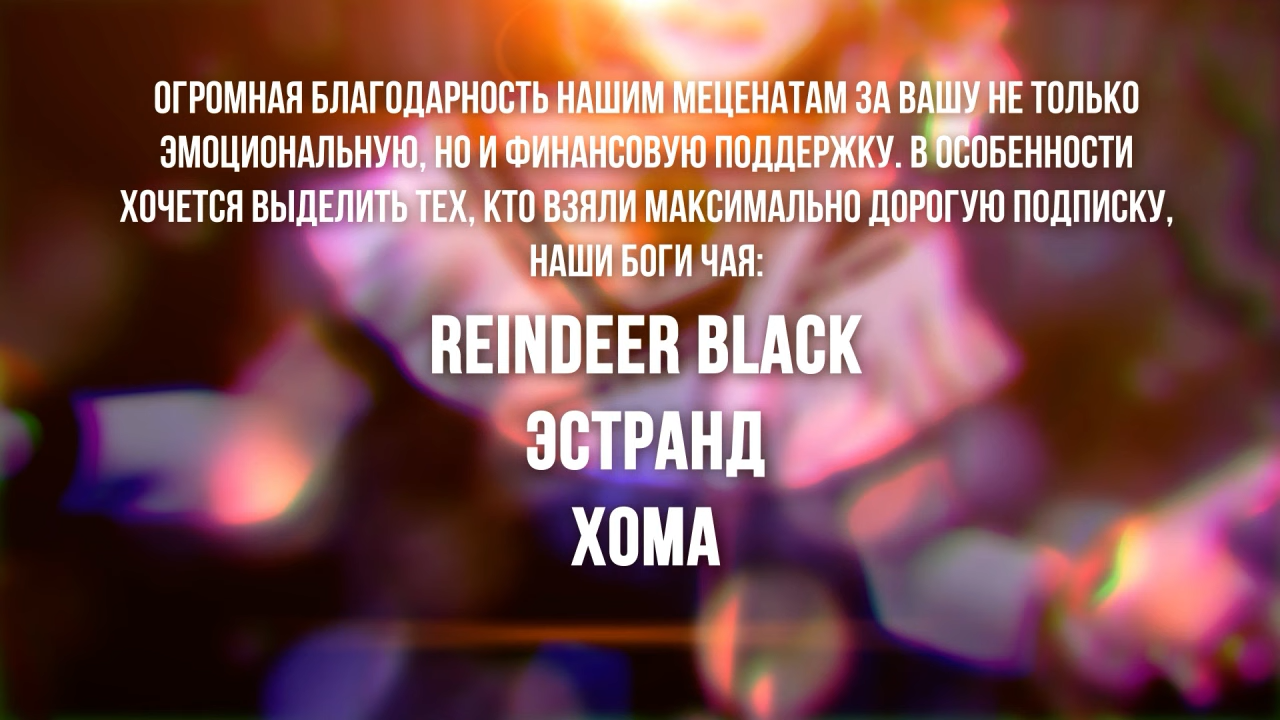 ОГРОМНАЯ БЛАГОДАРНОСТЬ НАШИМ МЕЦЕНАТАМ ЗА ВАШУ НЕ ТОЛЬКО
ЭМОЦИОНАЛЬНУЮ, НО И ФИНАНСОВУЮ ПОДДЕРЖКУ. В ОСОБЕННОСТИ
ХОЧЕТСЯ ВЫДЕЛИТЬ ТЕХ, КТО ВЗЯЛИ МАКСИМАЛЬНО ДОРОГУЮ ПОДПИСКУ,
НАШИ БОГИ ЧАЯ:
REINDEER BLACK
ЭСТРАНД
ХОМА